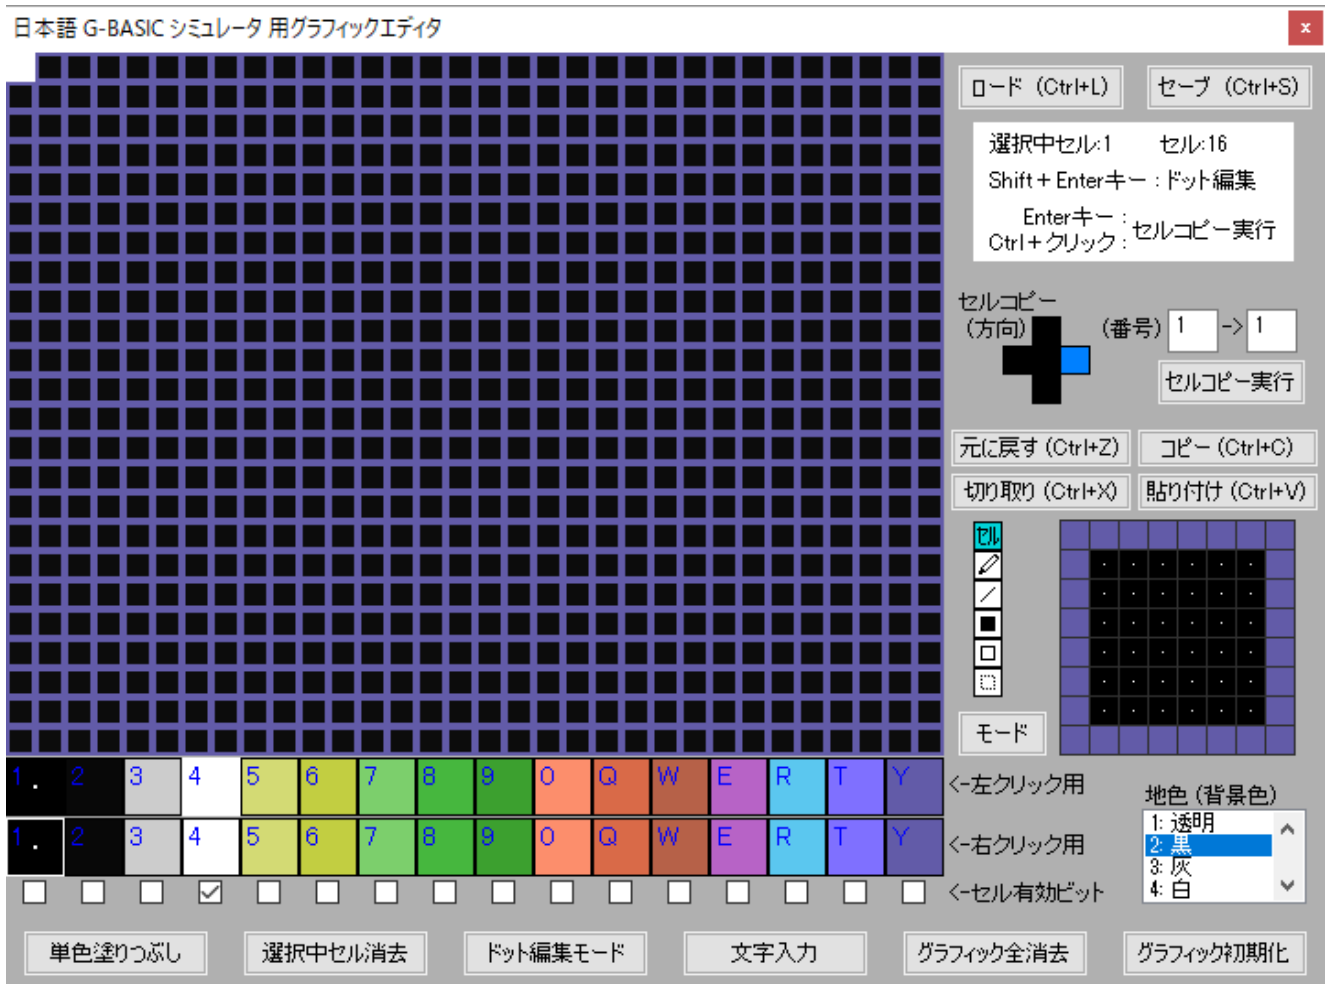 日本語 G-BASIC シミュレータ 用グラフィックエディタ
x
ロード (Ctrl+L)
セーブ (Ctrl+S)
選択中セル:1 セル:16
Shift + Enterキー : ドット編集
Enterキー :
Ctrl + クリック : セルコピー実行
セルコピー
(方向)
(番号) 1 -> 1
セルコピー実行
元に戻す (Ctrl+Z)
コピー (Ctrl+C)
切り取り (Ctrl+X)
貼り付け (Ctrl+V)
セル
モード
1 2 3 4 5 6 7 8 9 0 Q W E R T Y
<-左クリック用
1 2 3 4 5 6 7 8 9 0 Q W E R T Y
<-右クリック用
<-セル有効ビット
地色 (背景色)
1: 透明
2: 黒
3: 灰
4: 白
単色塗りつぶし
選択中セル消去
ドット編集モード
文字入力
グラフィック全消去
グラフィック初期化